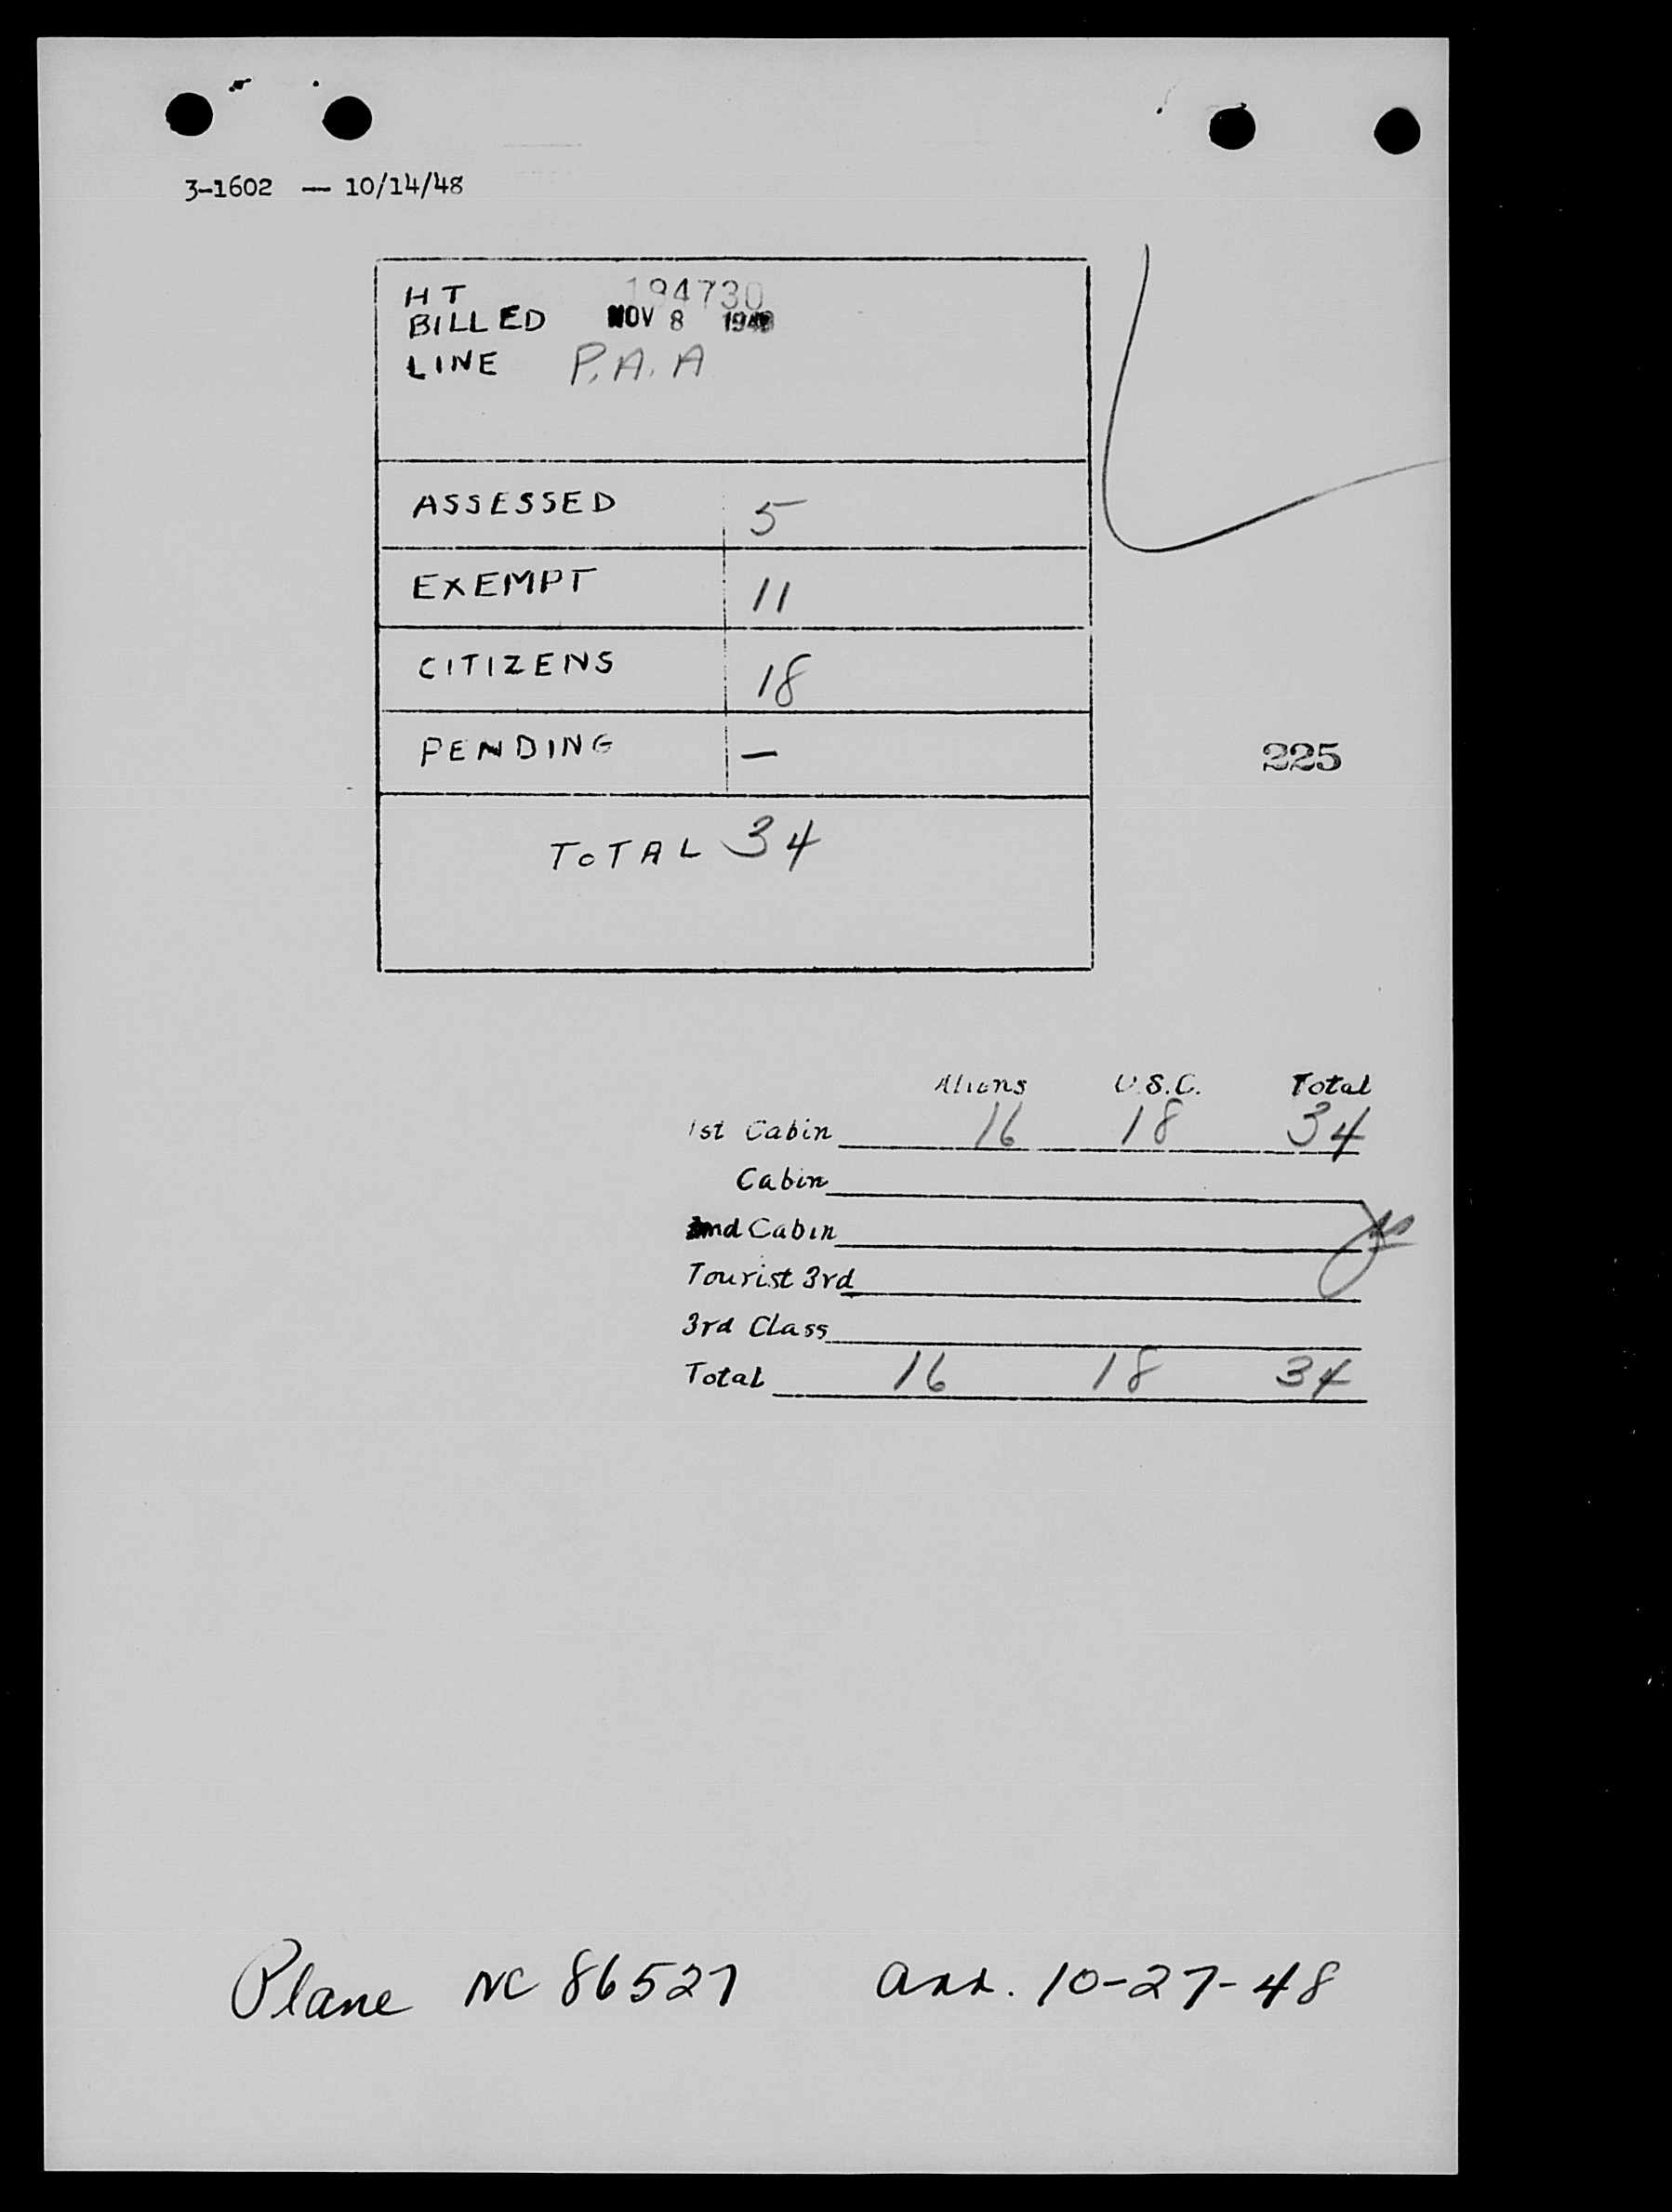 3-1602 — 10/14/48
HT 194730
BILLED NOV 8 1948
LINE P.A.A
ASSESSED 5
EXEMPT 11
CITIZENS 18
PENDING —
225
TOTAL 34
Aliens U.S.C. Total
1st Cabin 16 18 34
Cabin
2nd Cabin
Tourist 3rd
3rd Class
Total 16 18 34
Plane NC 86527 arr. 10-27-48